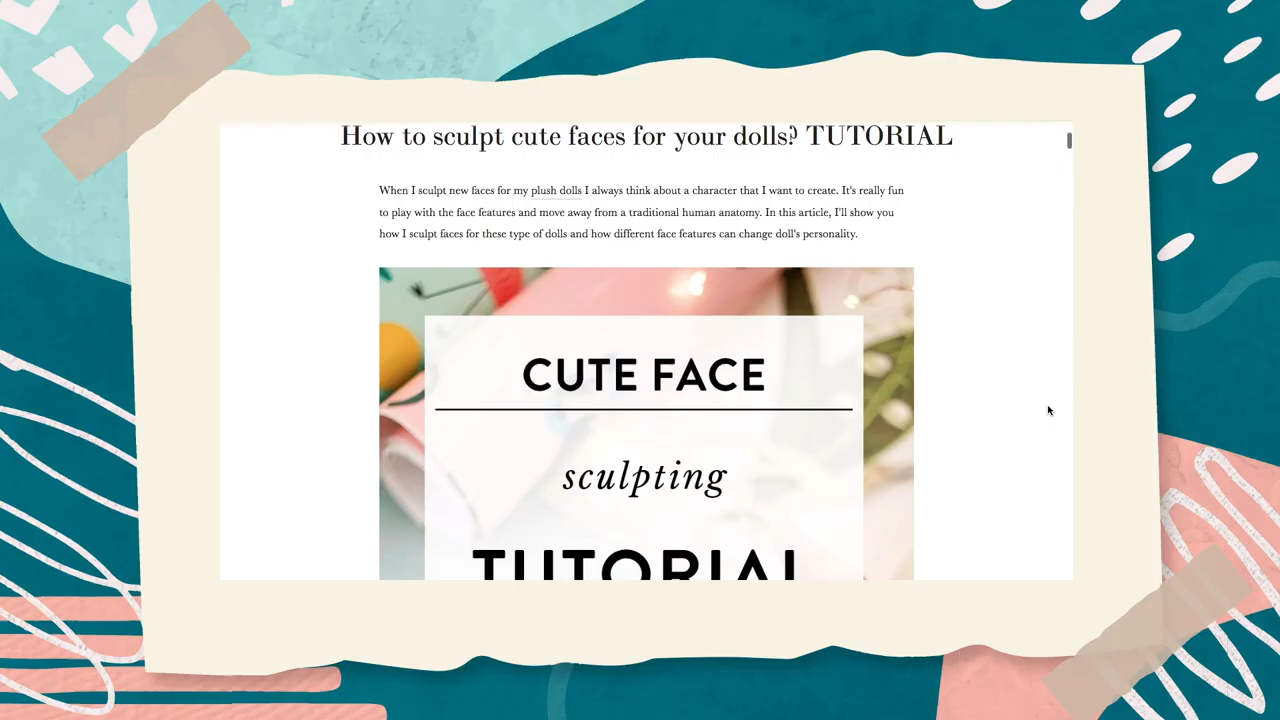 How to sculpt cute faces for your dolls? TUTORIAL
When I sculpt new faces for my plush dolls I always think about a character that I want to create. It's really fun
to play with the face features and move away from a traditional human anatomy. In this article, I'll show you
how I sculpt faces for these type of dolls and how different face features can change doll's personality.
CUTE FACE
sculpting
TUTORIAL